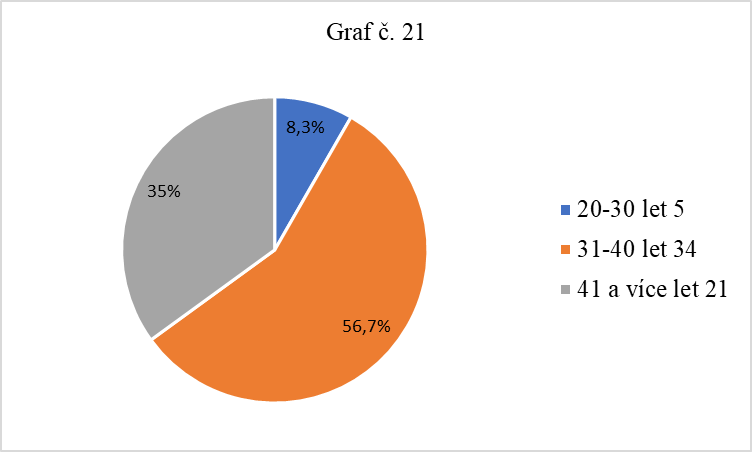 Graf č. 21
8,3%
35%
56,7%
20-30 let 5
31-40 let 34
41 a více let 21